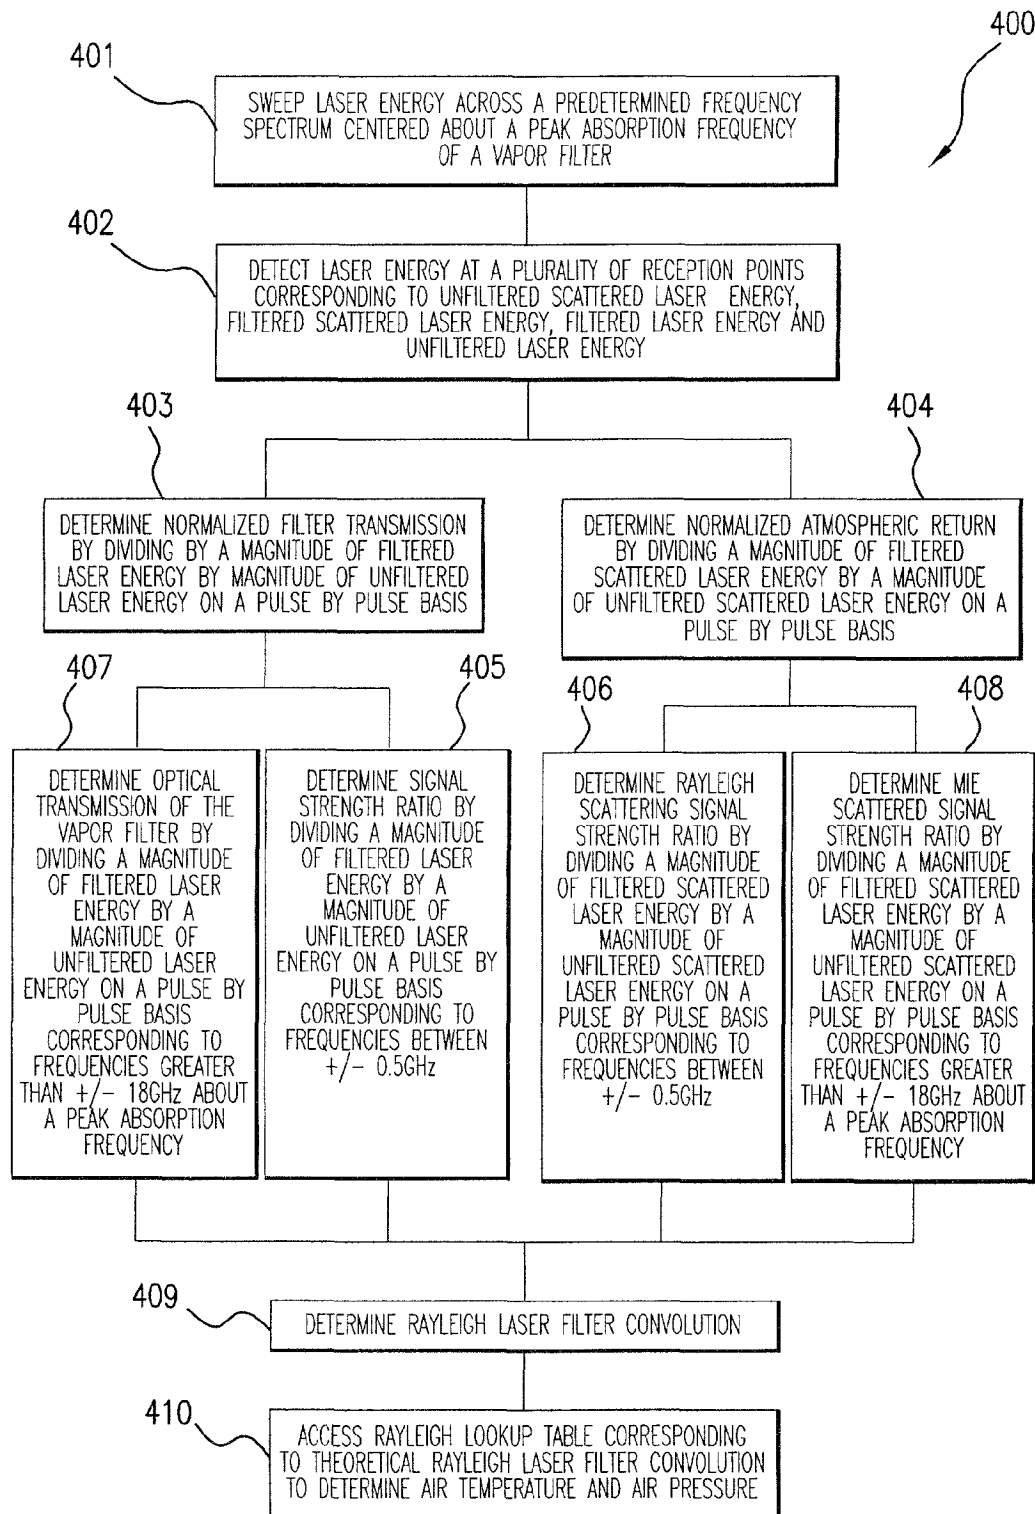 400
401
SWEEP LASER ENERGY ACROSS A PREDETERMINED FREQUENCY
SPECTRUM CENTERED ABOUT A PEAK ABSORPTION FREQUENCY
OF A VAPOR FILTER
402
DETECT LASER ENERGY AT A PLURALITY OF RECEPTION POINTS
CORRESPONDING TO UNFILTERED SCATTERED LASER ENERGY,
FILTERED SCATTERED LASER ENERGY, FILTERED LASER ENERGY AND
UNFILTERED LASER ENERGY
403
DETERMINE NORMALIZED FILTER TRANSMISSION
BY DIVIDING BY A MAGNITUDE OF FILTERED
LASER ENERGY BY MAGNITUDE OF UNFILTERED
LASER ENERGY ON A PULSE BY PULSE BASIS
404
DETERMINE NORMALIZED ATMOSPHERIC RETURN
BY DIVIDING A MAGNITUDE OF FILTERED
SCATTERED LASER ENERGY BY A MAGNITUDE
OF UNFILTERED SCATTERED LASER ENERGY ON A
PULSE BY PULSE BASIS
407
DETERMINE OPTICAL
TRANSMISSION OF THE
VAPOR FILTER BY
DIVIDING A MAGNITUDE
OF FILTERED LASER
ENERGY BY A
MAGNITUDE OF
UNFILTERED LASER
ENERGY ON A PULSE BY
PULSE BASIS
CORRESPONDING TO
FREQUENCIES GREATER
THAN +/- 18GHz ABOUT
A PEAK ABSORPTION
FREQUENCY
405
DETERMINE SIGNAL
STRENGTH RATIO BY
DIVIDING A MAGNITUDE
OF FILTERED LASER
ENERGY BY A
MAGNITUDE OF
UNFILTERED LASER
ENERGY ON A PULSE BY
PULSE BASIS
CORRESPONDING TO
FREQUENCIES BETWEEN
+/- 0.5GHz
406
DETERMINE RAYLEIGH
SCATTERING SIGNAL
STRENGTH RATIO BY
DIVIDING A MAGNITUDE
OF FILTERED SCATTERED
LASER ENERGY BY A
MAGNITUDE OF
UNFILTERED SCATTERED
LASER ENERGY ON A
PULSE BY PULSE BASIS
CORRESPONDING TO
FREQUENCIES BETWEEN
+/- 0.5GHz
408
DETERMINE MIE
SCATTERED SIGNAL
STRENGTH RATIO BY
DIVIDING A MAGNITUDE
OF FILTERED SCATTERED
LASER ENERGY BY A
MAGNITUDE OF
UNFILTERED SCATTERED
LASER ENERGY ON A
PULSE BY PULSE BASIS
CORRESPONDING TO
FREQUENCIES GREATER
THAN +/- 18GHz ABOUT
A PEAK ABSORPTION
FREQUENCY
409
DETERMINE RAYLEIGH LASER FILTER CONVOLUTION
410
ACCESS RAYLEIGH LOOKUP TABLE CORRESPONDING
TO THEORETICAL RAYLEIGH LASER FILTER CONVOLUTION
TO DETERMINE AIR TEMPERATURE AND AIR PRESSURE